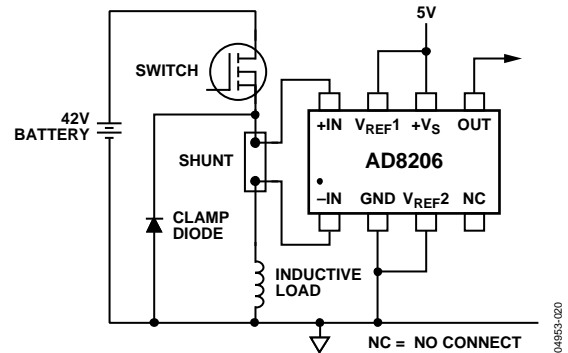 5V
SWITCH
42V
BATTERY
+IN VREF1 +VS OUT
SHUNT
AD8206
–IN GND VREF2 NC
CLAMP
DIODE
INDUCTIVE
LOAD
NC = NO CONNECT
04953-020